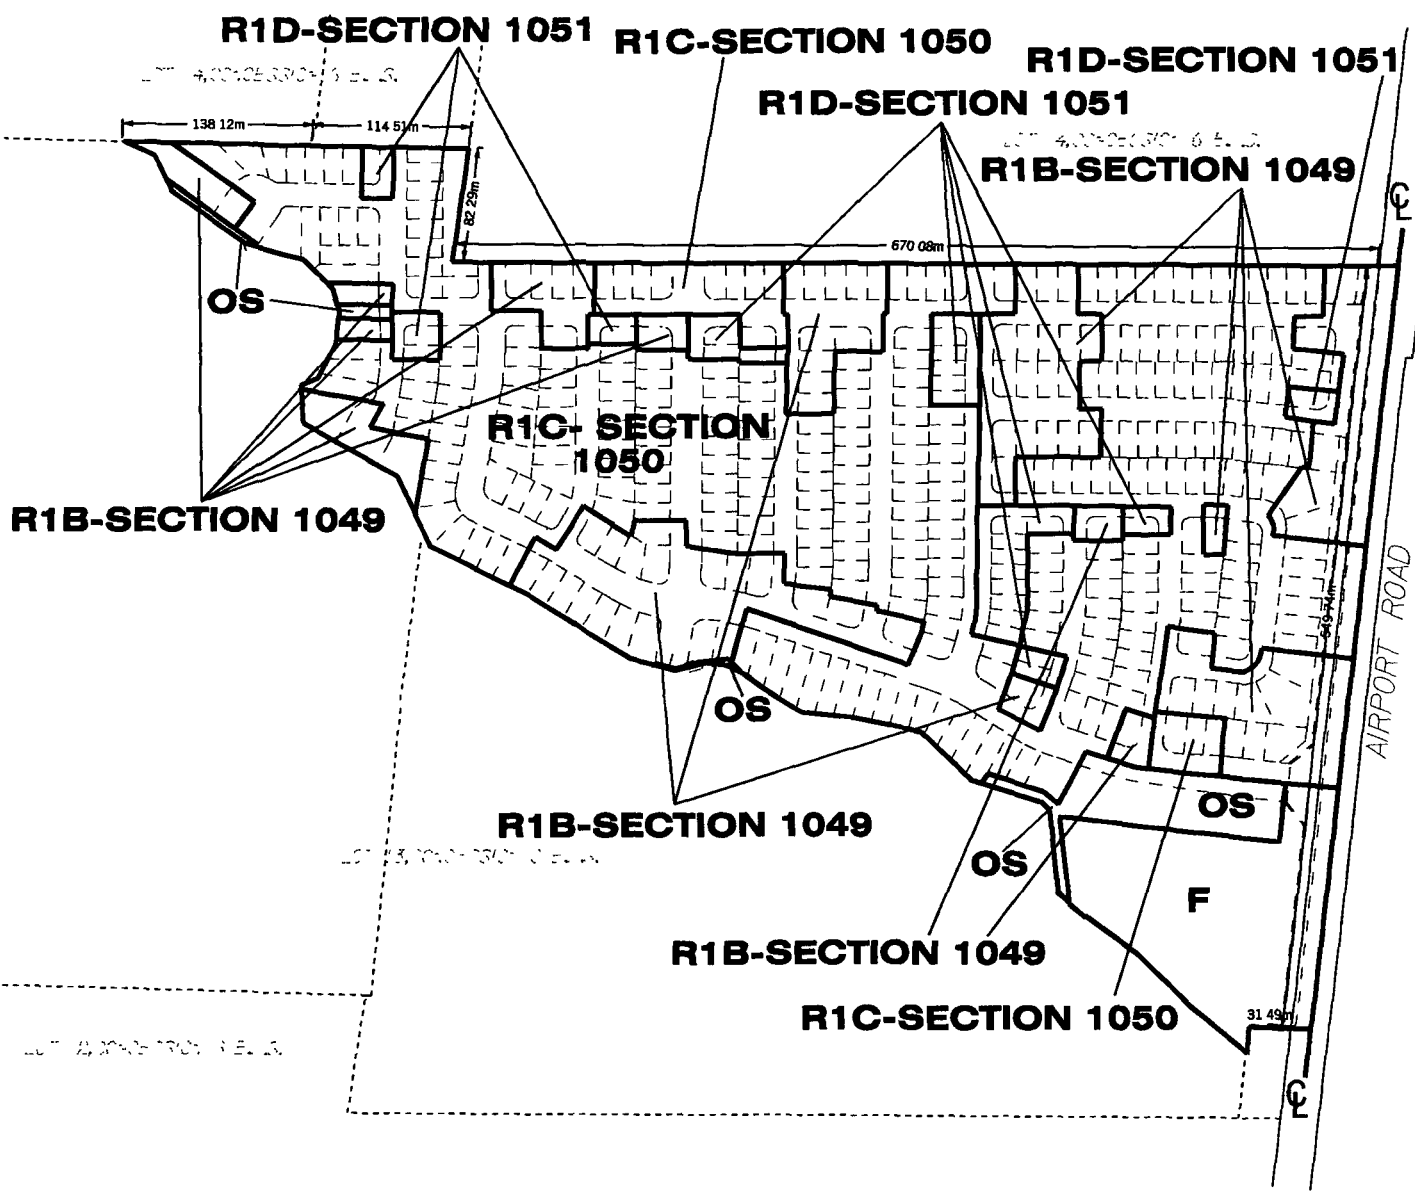 R1D-SECTION 1051
R1C-SECTION 1050
R1D-SECTION 1051
R1D-SECTION 1051
138 12m
114 51m
R1B-SECTION 1049
82 29m
670 08m
OS
R1C- SECTION
1050
R1B-SECTION 1049
AIRPORT ROAD
OS
R1B-SECTION 1049
OS
OS
F
R1B-SECTION 1049
R1C-SECTION 1050
31 49m